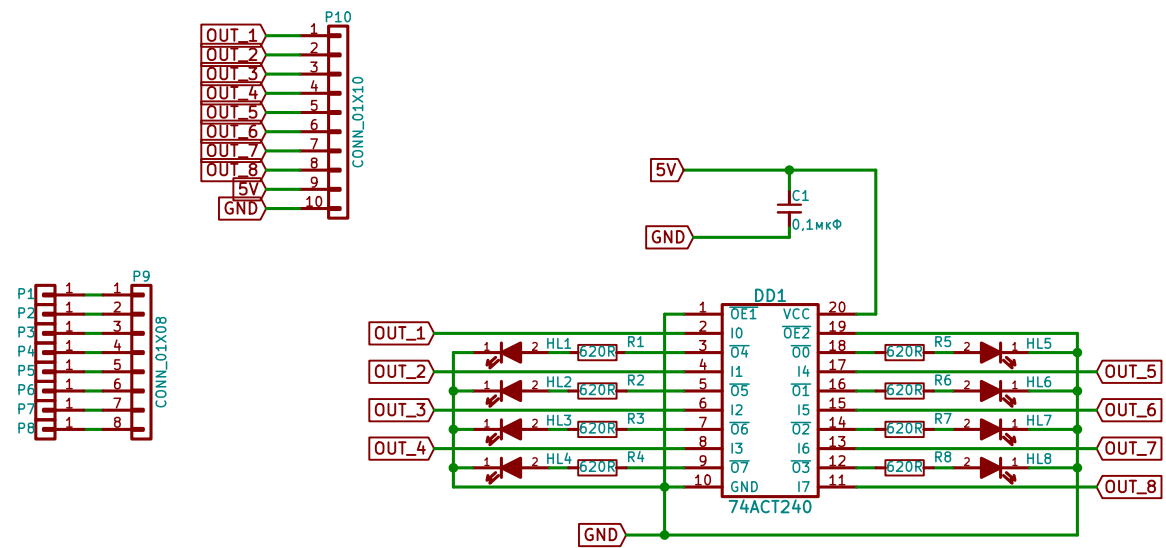 P10
OUT_1 1
OUT_2 2
OUT_3 3
OUT_4 4
OUT_5 5
OUT_6 6
OUT_7 7
OUT_8 8
5V 9
GND 10
CONN_01X10
5V
C1
0,1мкФ
GND
P9
P1 1 1
P2 1 2
P3 1 3
P4 1 4
P5 1 5
P6 1 6
P7 1 7
P8 1 8
CONN_01X08
DD1
1 OE1 VCC 20
OUT_1 2 I0 OE2 19
1 2 HL1 620R R1 3 O4 O0 18 620R R5 2 1 HL5
OUT_2 4 I1 I4 17 OUT_5
1 2 HL2 620R R2 5 O5 O1 16 620R R6 2 1 HL6
OUT_3 6 I2 I5 15 OUT_6
1 2 HL3 620R R3 7 O6 O2 14 620R R7 2 1 HL7
OUT_4 8 I3 I6 13 OUT_7
1 2 HL4 620R R4 9 O7 O3 12 620R R8 2 1 HL8
10 GND I7 11 OUT_8
74ACT240
GND